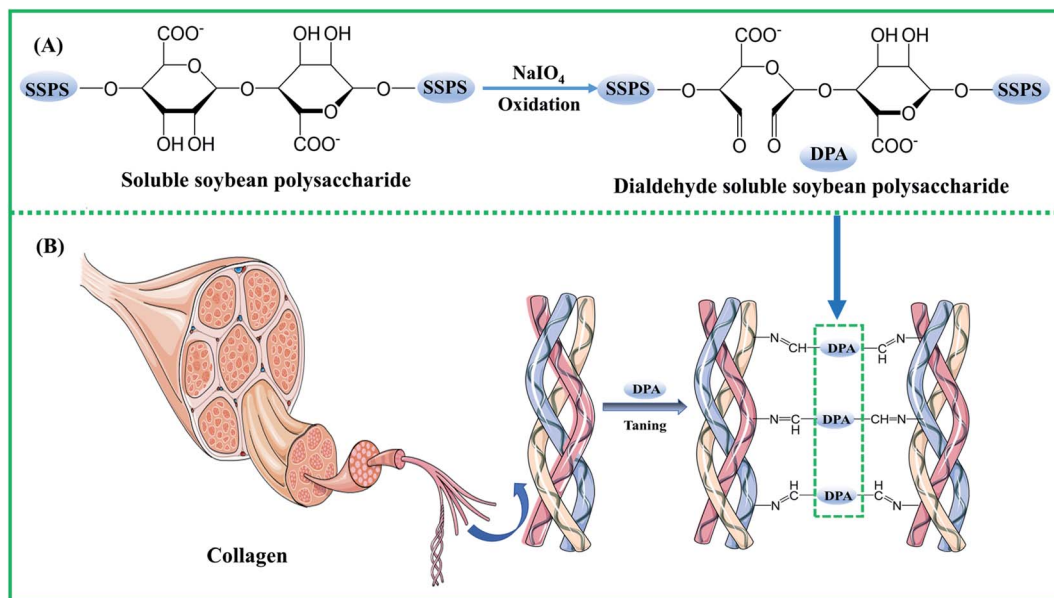 (A)
COO⁻
OH OH
SSPS
O
O
O
O
O
SSPS
OH OH
COO⁻
Soluble soybean polysaccharide
NaIO₄
Oxidation
COO⁻
OH OH
SSPS
O
O
O
O
O
SSPS
O
O
COO⁻
DPA
Dialdehyde soluble soybean polysaccharide
(B)
Collagen
DPA
Taning
N=CH DPA C=N
H
N=C DPA CH=N
H
H H
N=C DPA C=N